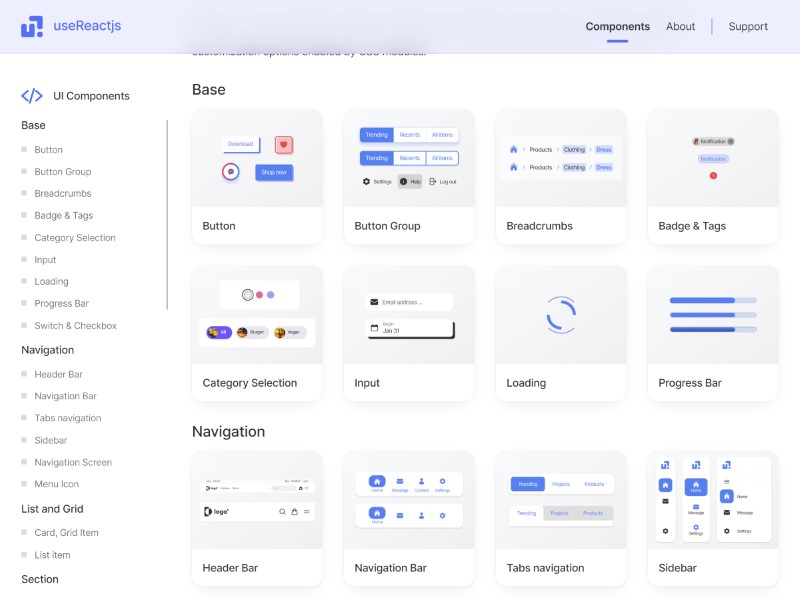 useReactjs
Components
About
Support
customization options enabled by CSS modules.
UI Components
Base
Button
Button Group
Breadcrumbs
Badge & Tags
Category Selection
Input
Loading
Progress Bar
Switch & Checkbox
Navigation
Header Bar
Navigation Bar
Tabs navigation
Sidebar
Navigation Screen
Menu Icon
List and Grid
Card, Grid Item
List item
Section
Base
Download
Shop now
Button
Trending Recents All items
Trending Recents All items
Settings Help Log out
Button Group
/ Products / Clothing / Dress
/ Products / Clothing / Dress
Breadcrumbs
Notification
Notification
Badge & Tags
All Burger Vegan
Category Selection
Email address ...
Begin
Jan 31
Input
Loading
Progress Bar
Navigation
logo
Header Bar
Home Message Contact Settings
Home
Navigation Bar
Trending Projects Products
Trending Projects Products
Tabs navigation
Home
Message
Settings
Home
Message
Settings
Sidebar